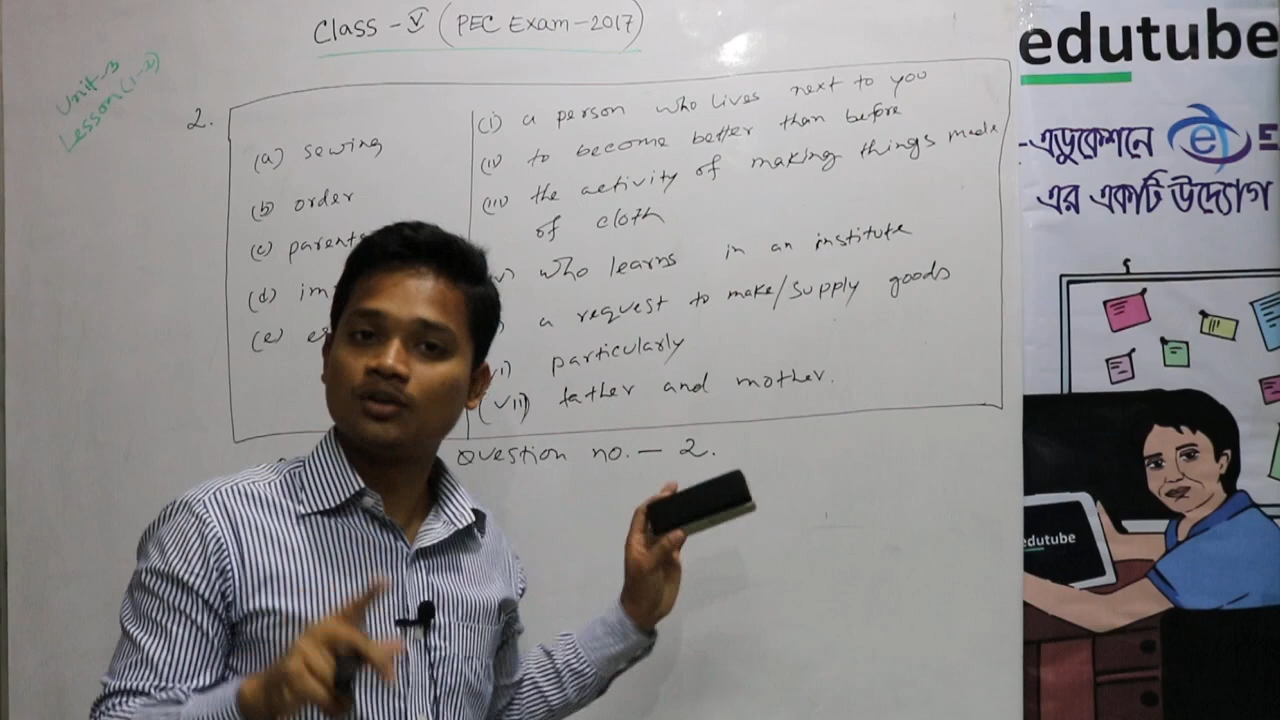 Class - V (PEC Exam-2017)
Unit-3
Lesson (1-2)
2.
(a) sewing
(b) order
(c) parents
(d)
(e)
(i) a person who lives next to you
(ii) to become better than before
(iii) the activity of making things made
of cloth
who learns in an institute
a request to make/supply goods
particularly
(vii) father and mother.
Question no. - 2.
edutube
-এডুকেশনে
এর একটি উদ্যোগ
edutube